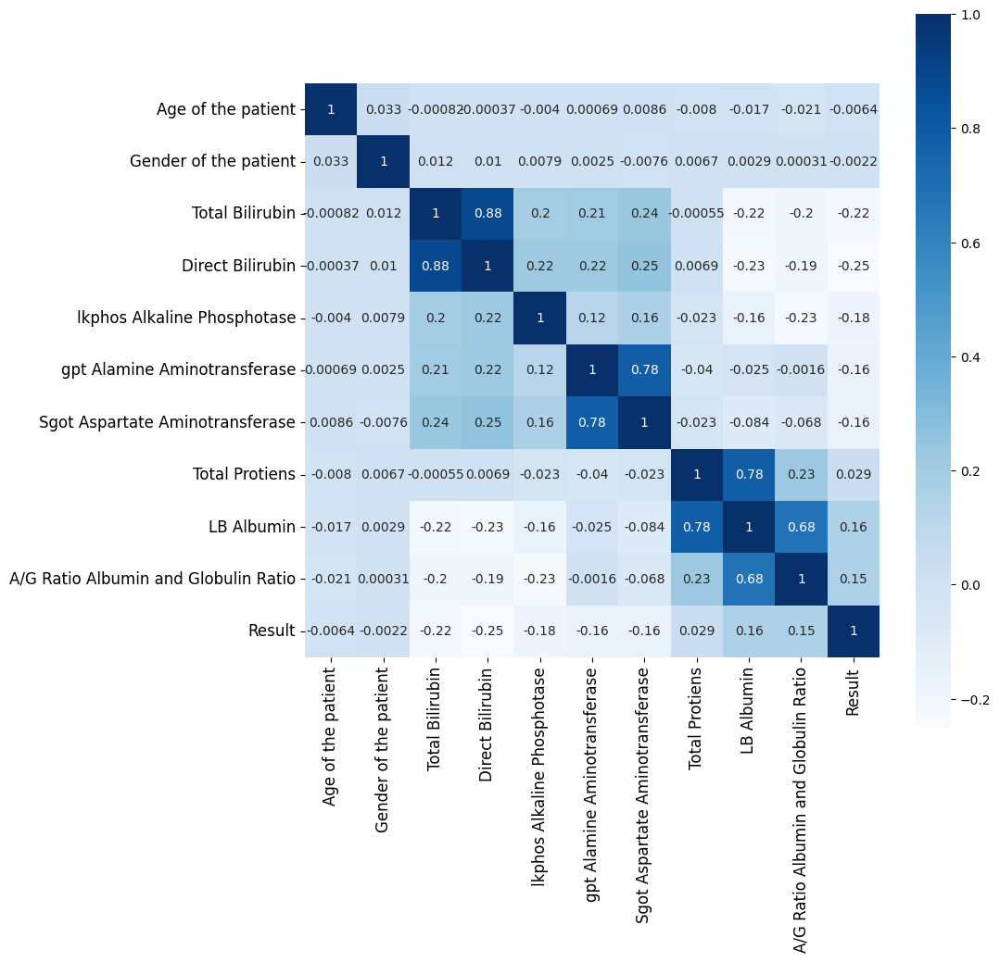 Age of the patient 1 0.033 -0.00082 -0.00037 -0.004 0.00069 0.0086 -0.008 -0.017 -0.021 -0.0064
Gender of the patient 0.033 1 0.012 0.01 0.0079 0.0025 -0.0076 0.0067 0.0029 0.00031 -0.0022
Total Bilirubin -0.00082 0.012 1 0.88 0.2 0.21 0.24 -0.00055 -0.22 -0.2 -0.22
Direct Bilirubin -0.00037 0.01 0.88 1 0.22 0.22 0.25 0.0069 -0.23 -0.19 -0.25
lkphos Alkaline Phosphotase -0.004 0.0079 0.2 0.22 1 0.12 0.16 -0.023 -0.16 -0.23 -0.18
gpt Alamine Aminotransferase 0.00069 0.0025 0.21 0.22 0.12 1 0.78 -0.04 -0.025 -0.0016 -0.16
Sgot Aspartate Aminotransferase 0.0086 -0.0076 0.24 0.25 0.16 0.78 1 -0.023 -0.084 -0.068 -0.16
Total Protiens -0.008 0.0067 -0.00055 0.0069 -0.023 -0.04 -0.023 1 0.78 0.23 0.029
LB Albumin -0.017 0.0029 -0.22 -0.23 -0.16 -0.025 -0.084 0.78 1 0.68 0.16
A/G Ratio Albumin and Globulin Ratio -0.021 0.00031 -0.2 -0.19 -0.23 -0.0016 -0.068 0.23 0.68 1 0.15
Result -0.0064 -0.0022 -0.22 -0.25 -0.18 -0.16 -0.16 0.029 0.16 0.15 1
Age of the patient
Gender of the patient
Total Bilirubin
Direct Bilirubin
lkphos Alkaline Phosphotase
gpt Alamine Aminotransferase
Sgot Aspartate Aminotransferase
Total Protiens
LB Albumin
A/G Ratio Albumin and Globulin Ratio
Result
1.0
0.8
0.6
0.4
0.2
0.0
−0.2